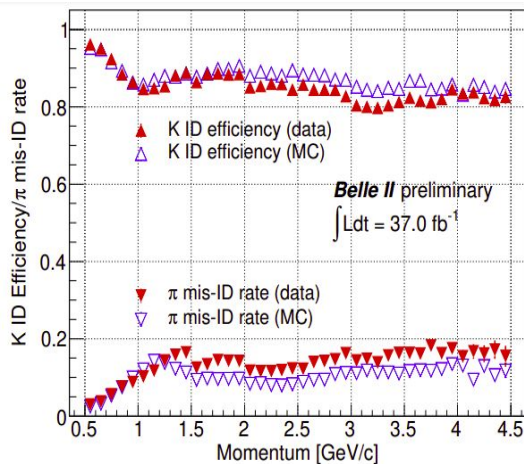 K ID Efficiency/π mis-ID rate
1
0.8
0.6
0.4
0.2
0
K ID efficiency (data)
K ID efficiency (MC)
Belle II preliminary
∫Ldt = 37.0 fb⁻¹
π mis-ID rate (data)
π mis-ID rate (MC)
0.5 1 1.5 2 2.5 3 3.5 4 4.5
Momentum [GeV/c]